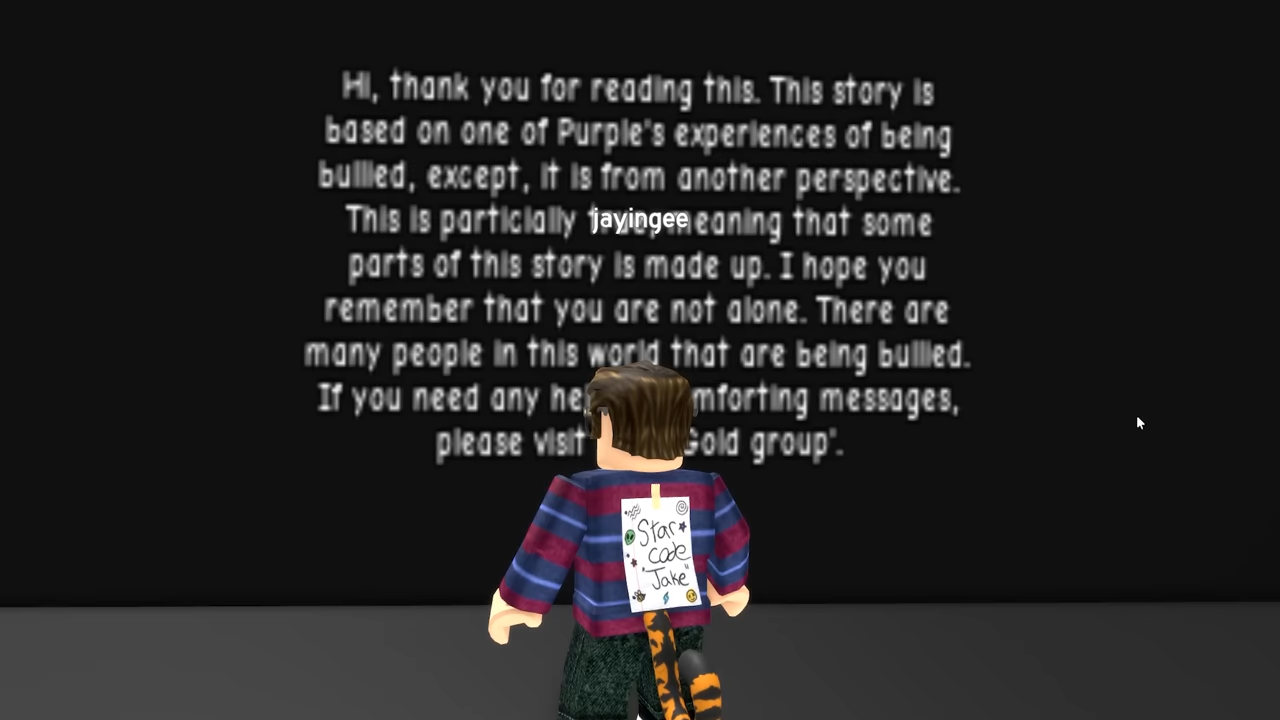 Hi, thank you for reading this. This story is
based on one of Purple's experiences of being
bullied, except, it is from another perspective.
This is particially meaning that some
jayingee
parts of this story is made up. I hope you
remember that you are not alone. There are
many people in this world that are being bullied.
If you need any messages,
please visit Gold group'.
Star
code
"Jake"